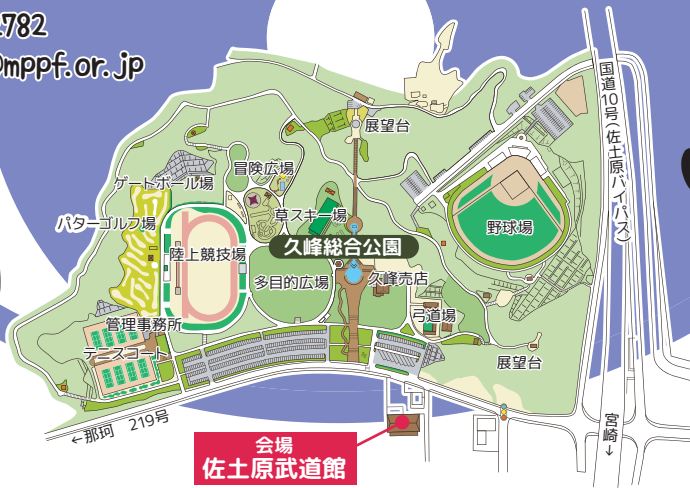 2782
@mppf.or.jp
国道10号（佐土原バイパス）
展望台
冒険広場
ゲートボール場
草スキー場
パターゴルフ場
野球場
陸上競技場
久峰総合公園
多目的広場
久峰売店
弓道場
管理事務所
テニスコート
展望台
←那珂 219号
宮崎↓
会場
佐土原武道館